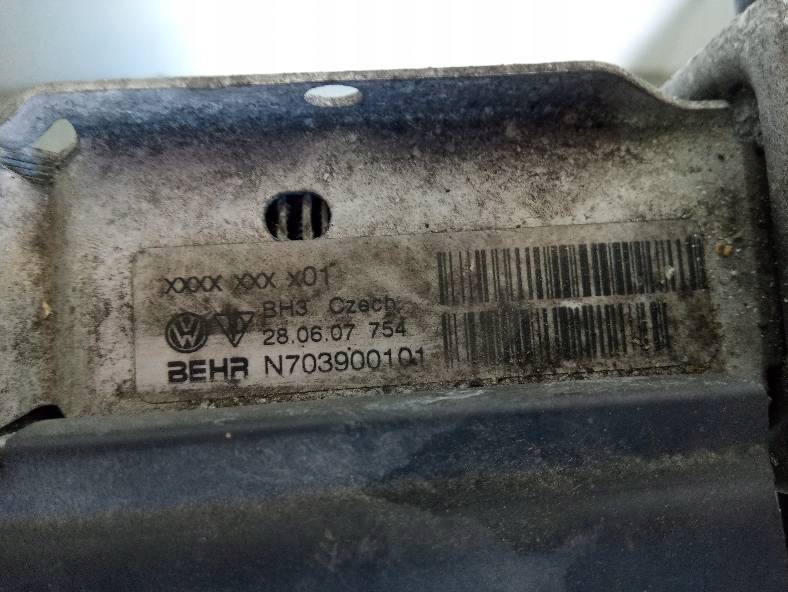 XXXX XXX X01
BH3 Czech
28.06.07 754
BEHR N703900101